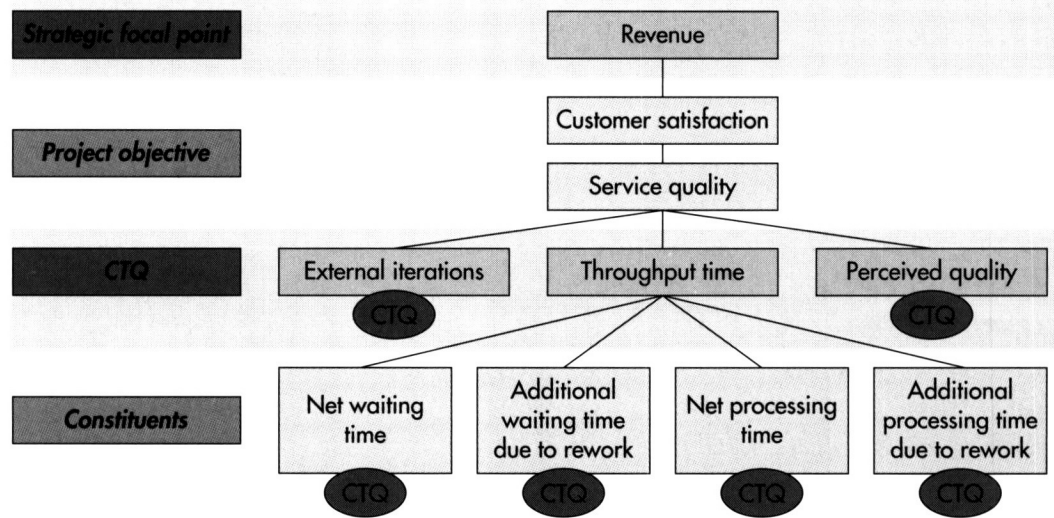 Strategic focal point
Revenue
Customer satisfaction
Project objective
Service quality
CTQ
External iterations
Throughput time
Perceived quality
CTQ
CTQ
Constituents
Net waiting
time
Additional
waiting time
due to rework
Net processing
time
Additional
processing time
due to rework
CTQ
CTQ
CTQ
CTQ